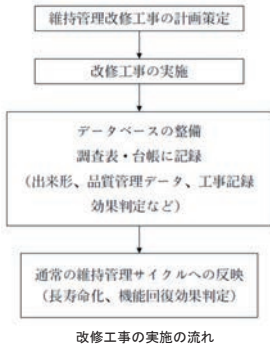 維持管理改修工事の計画策定
改修工事の実施
データベースの整備
調査表・台帳に記録
（出来形、品質管理データ、工事記録
効果判定など）
通常の維持管理サイクルへの反映
（長寿命化、機能回復効果判定）
改修工事の実施の流れ